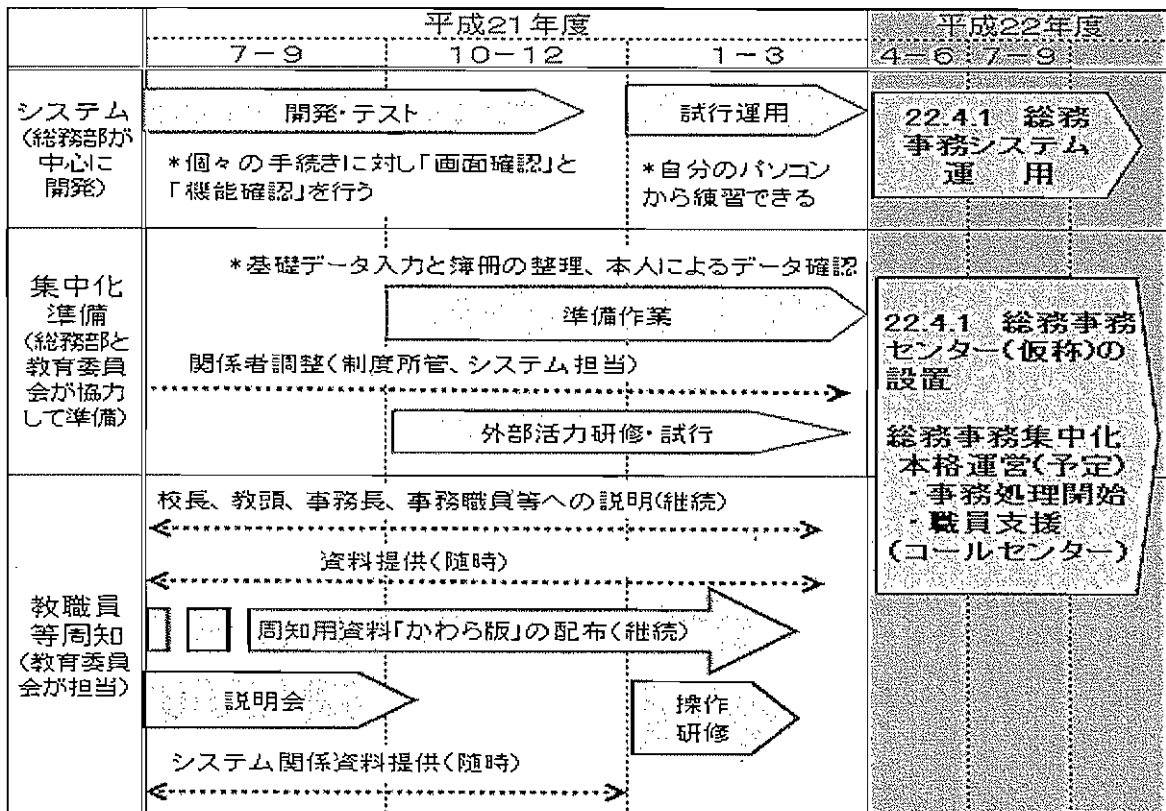 平成21年度
平成22年度
7－9
10－12
1－3
4－6
7－9
システム
(総務部が
中心に
開発)
開発・テスト
*個々の手続きに対し「画面確認」と
「機能確認」を行う
試行運用
*自分のパソコン
から練習できる
22.4.1 総務
事務システム
運 用
集中化
準備
(総務部と
教育委員
会が協力
して準備)
*基礎データ入力と簿冊の整理、本人によるデータ確認
準備作業
関係者調整(制度所管、システム担当)
外部活力研修・試行
22.4.1 総務事務
センター(仮称)の
設置
総務事務集中化
本格運営(予定)
・事務処理開始
・職員支援
(コールセンター)
教職員
等周知
(教育委員
会が担当)
校長、教頭、事務長、事務職員等への説明(継続)
資料提供(随時)
周知用資料「かわら版」の配布(継続)
説明会
操作
研修
システム関係資料提供(随時)